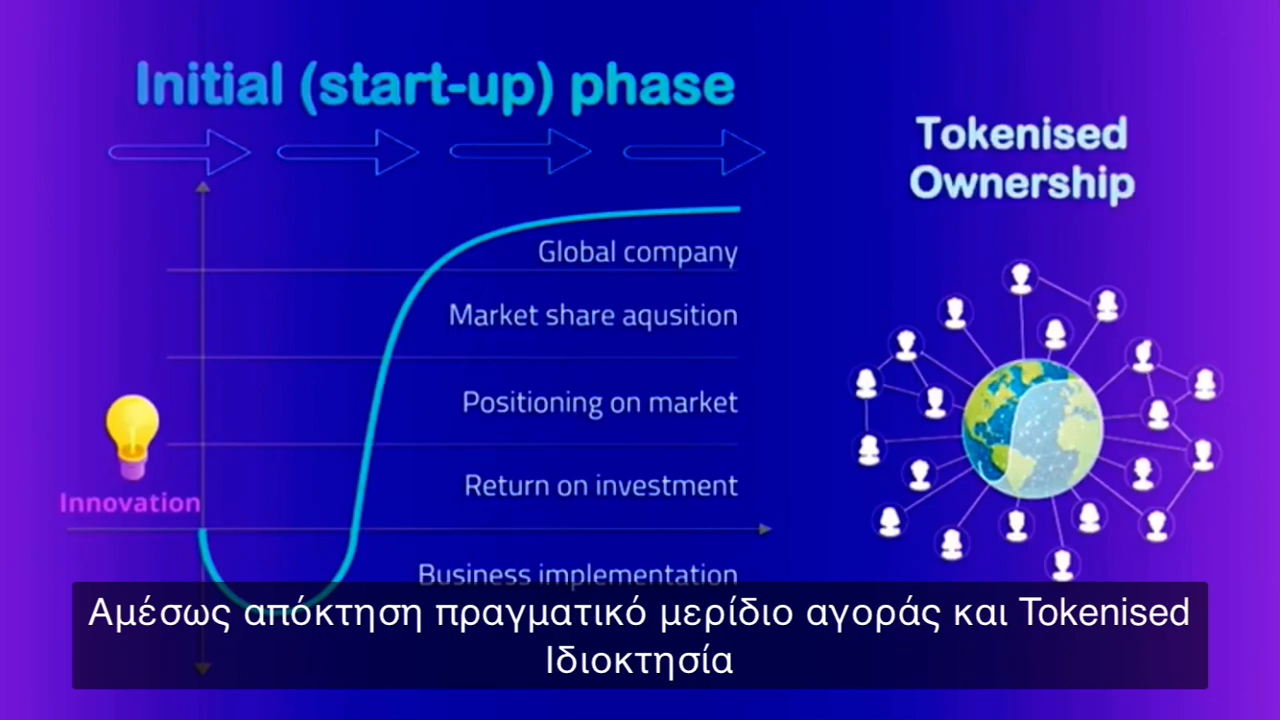 Initial (start-up) phase
Tokenised
Ownership
Global company
Market share aqusition
Positioning on market
Innovation
Return on investment
Business implementation
Αμέσως απόκτηση πραγματικό μερίδιο αγοράς και Tokenised
Ιδιοκτησία